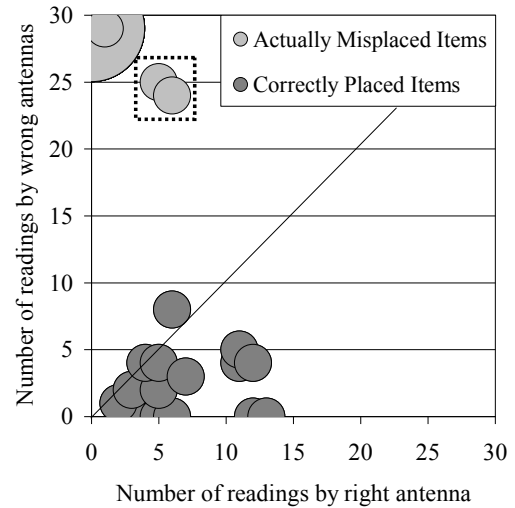 Actually Misplaced Items
Correctly Placed Items
Number of readings by wrong antennas
30
25
20
15
10
5
0
0 5 10 15 20 25 30
Number of readings by right antenna